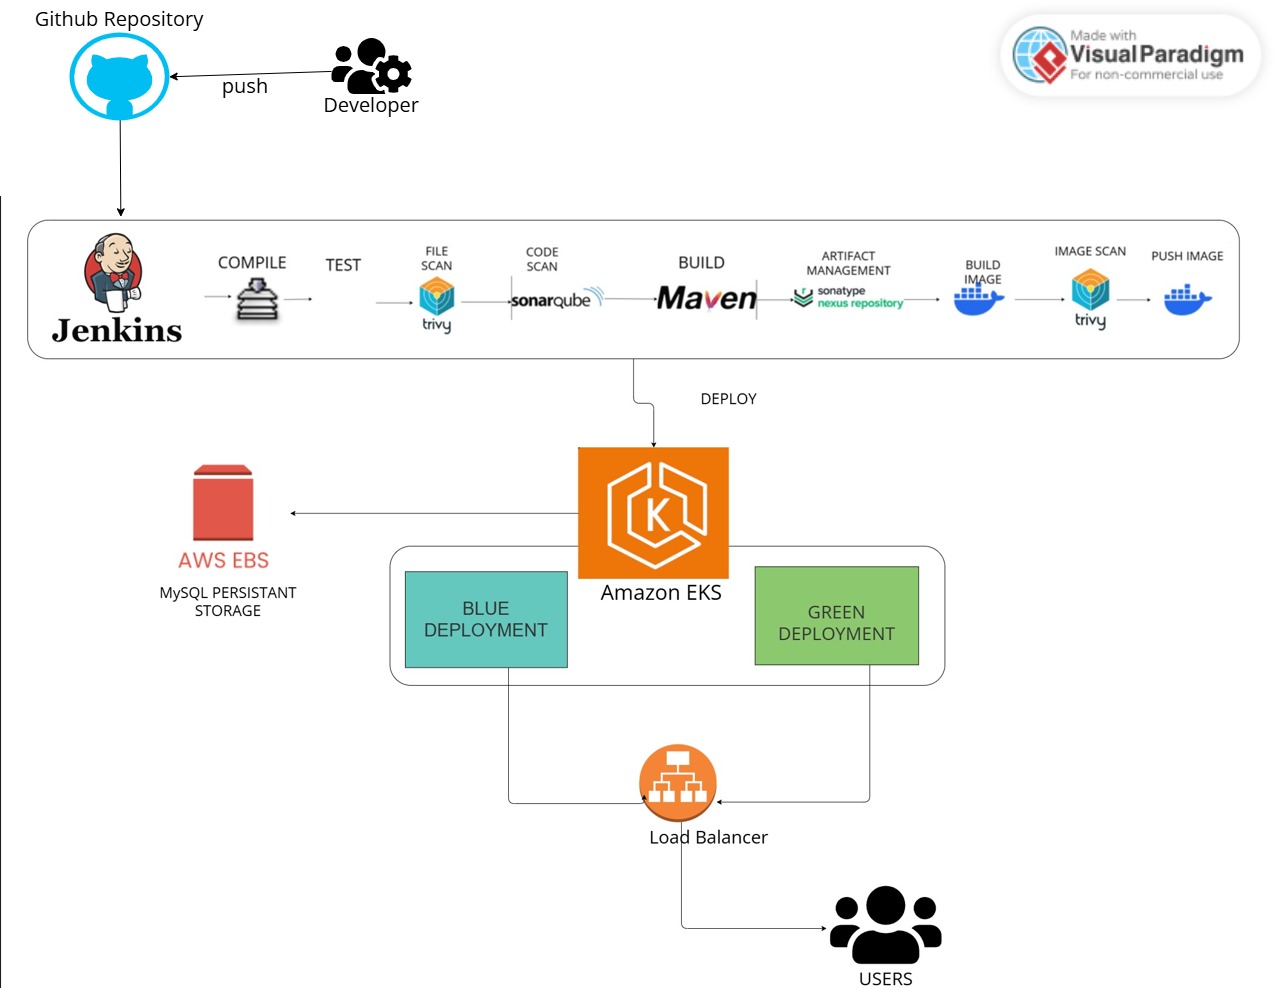 Github Repository
push
Developer
Made with
Visual Paradigm
For non-commercial use
Jenkins
COMPILE
TEST
FILE
SCAN
trivy
CODE
SCAN
sonarqube
BUILD
Maven
ARTIFACT
MANAGEMENT
sonatype
nexus repository
BUILD
IMAGE
IMAGE SCAN
trivy
PUSH IMAGE
DEPLOY
K
Amazon EKS
AWS EBS
MySQL PERSISTANT
STORAGE
BLUE
DEPLOYMENT
GREEN
DEPLOYMENT
Load Balancer
USERS